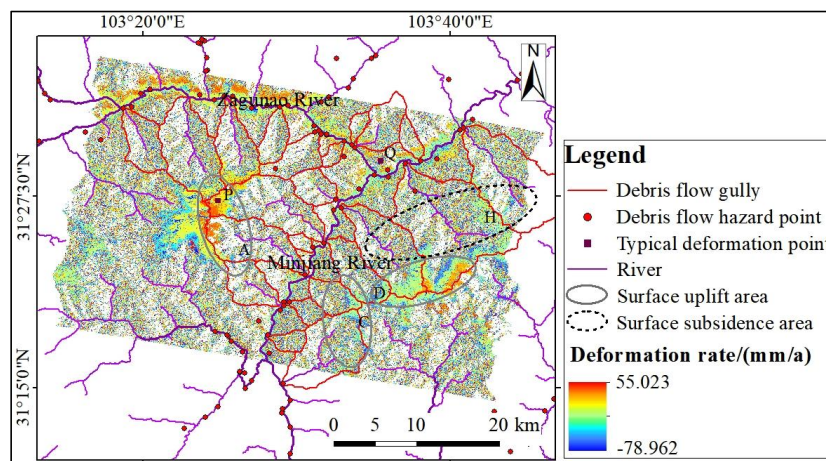 103°20'0"E
103°40'0"E
N
Zagunao River
Q
31°27'30"N
P
H
A
Minjiang River
D
C
31°15'0"N
0 5 10 20 km
Legend
Debris flow gully
Debris flow hazard point
Typical deformation point
River
Surface uplift area
Surface subsidence area
Deformation rate/(mm/a)
55.023
-78.962